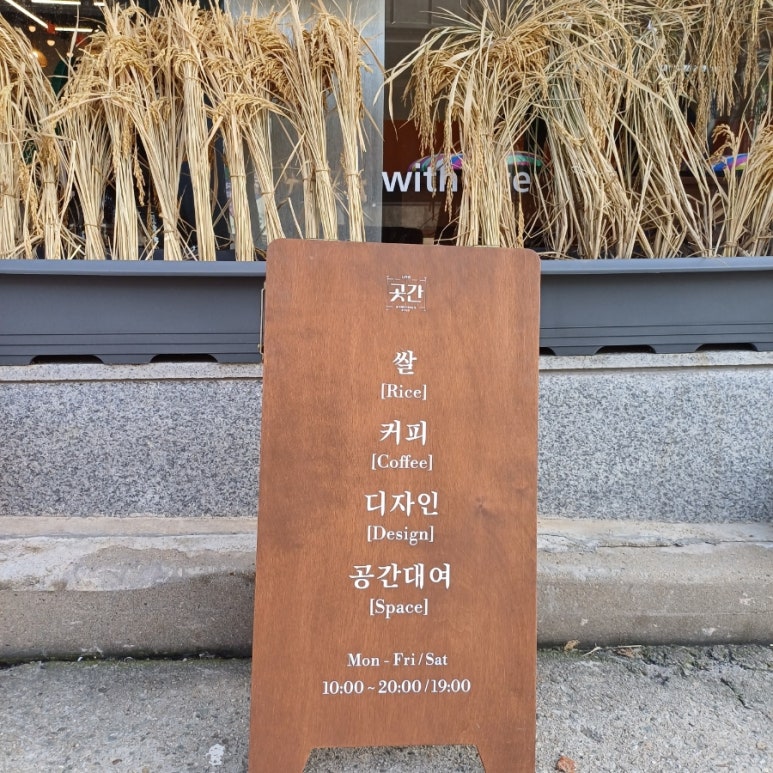 with
곳간
쌀
[Rice]
커피
[Coffee]
디자인
[Design]
공간대여
[Space]
Mon - Fri / Sat
10:00 ~ 20:00 / 19:00